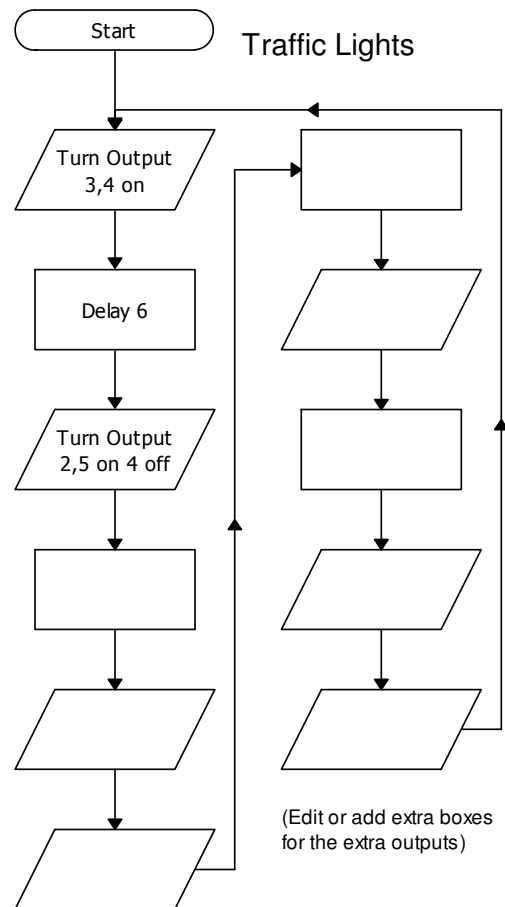 Start
Traffic Lights
Turn Output
3,4 on
Delay 6
Turn Output
2,5 on 4 off
(Edit or add extra boxes
for the extra outputs)